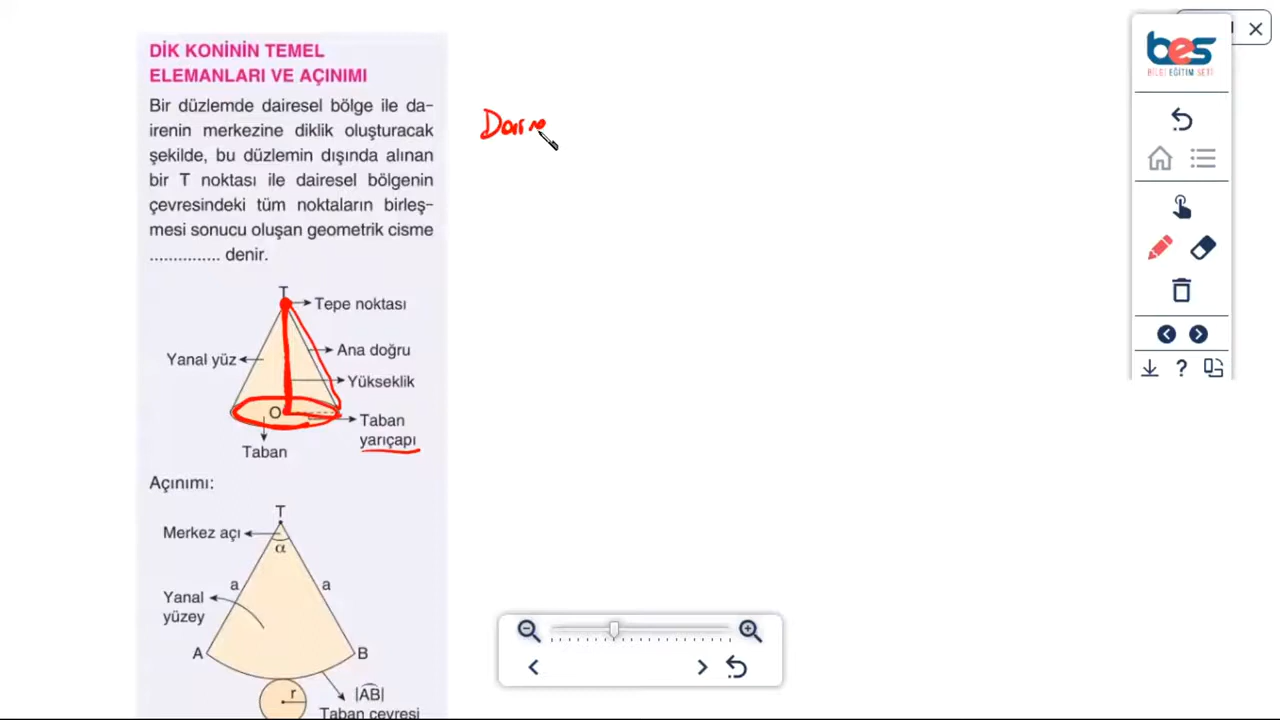 DİK KONİNİN TEMEL
ELEMANLARI VE AÇINIMI
Bir düzlemde dairesel bölge ile da-
irenin merkezine diklik oluşturacak
şekilde, bu düzlemin dışında alınan
bir T noktası ile dairesel bölgenin
çevresindeki tüm noktaların birleş-
mesi sonucu oluşan geometrik cisme
............... denir.
T
Tepe noktası
Yanal yüz
Ana doğru
Yükseklik
O
Taban
yarıçapı
Taban
Açınımı:
T
Merkez açı
α
a
a
Yanal
yüzey
A
B
r
|AB|
Taban çevresi
Daire
bes
BİLGİ EĞİTİM SETİ
?